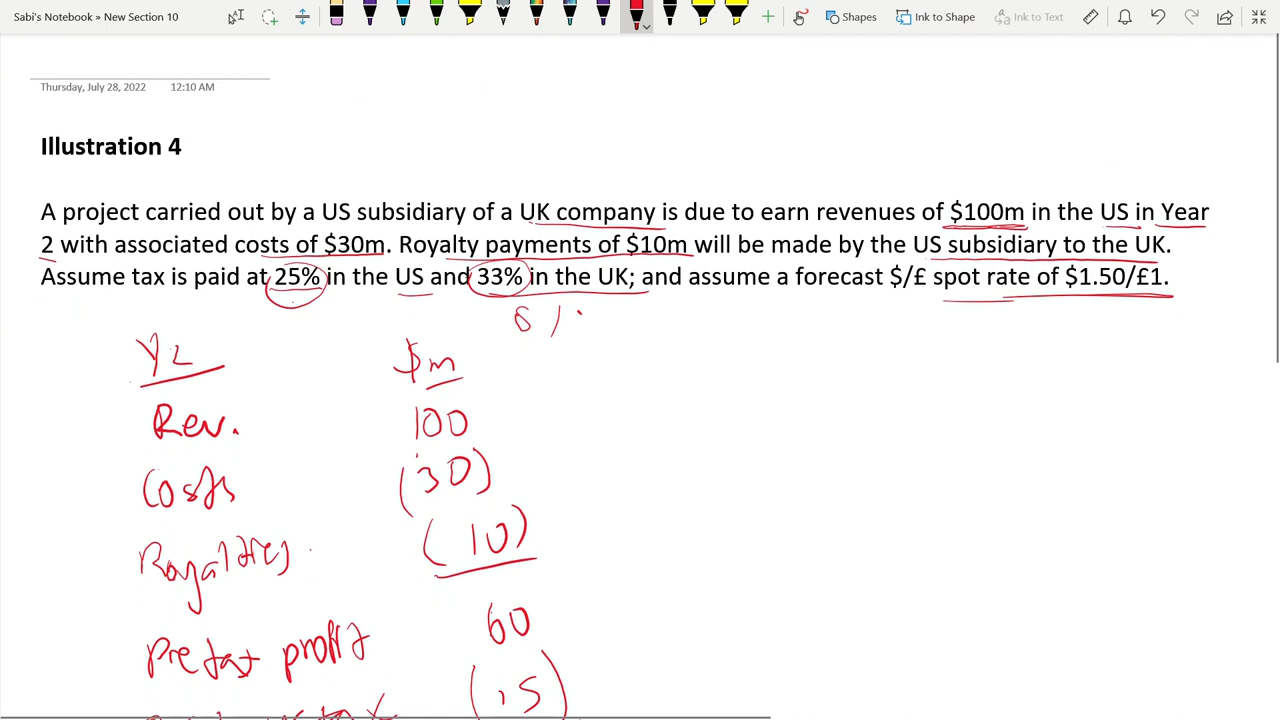 Sabi's Notebook » New Section 10
Shapes
Ink to Shape
Ink to Text
Thursday, July 28, 2022 12:10 AM
Illustration 4
A project carried out by a US subsidiary of a UK company is due to earn revenues of $100m in the US in Year
2 with associated costs of $30m. Royalty payments of $10m will be made by the US subsidiary to the UK.
Assume tax is paid at 25% in the US and 33% in the UK; and assume a forecast $/£ spot rate of $1.50/£1.
Y2 $m
Rev. 100
Costs (30)
Royalties (10)
60
Pretax profit
(15